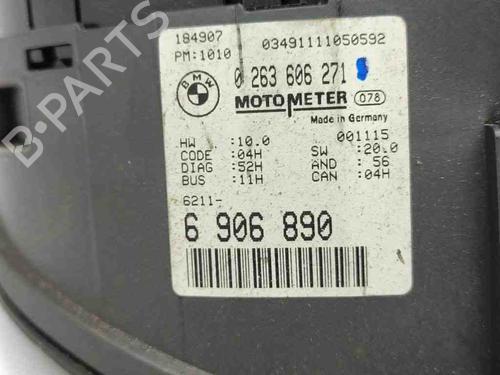 184907
PM:1010 03491111050592
BMW 0 263 606 271
MOTOMETER 078
Made in Germany
HW :10.0 001115
CODE :04H SW :20.0
DIAG :52H AND : 56
BUS :11H CAN :04H
6211-
6 906 890
B-PARTS